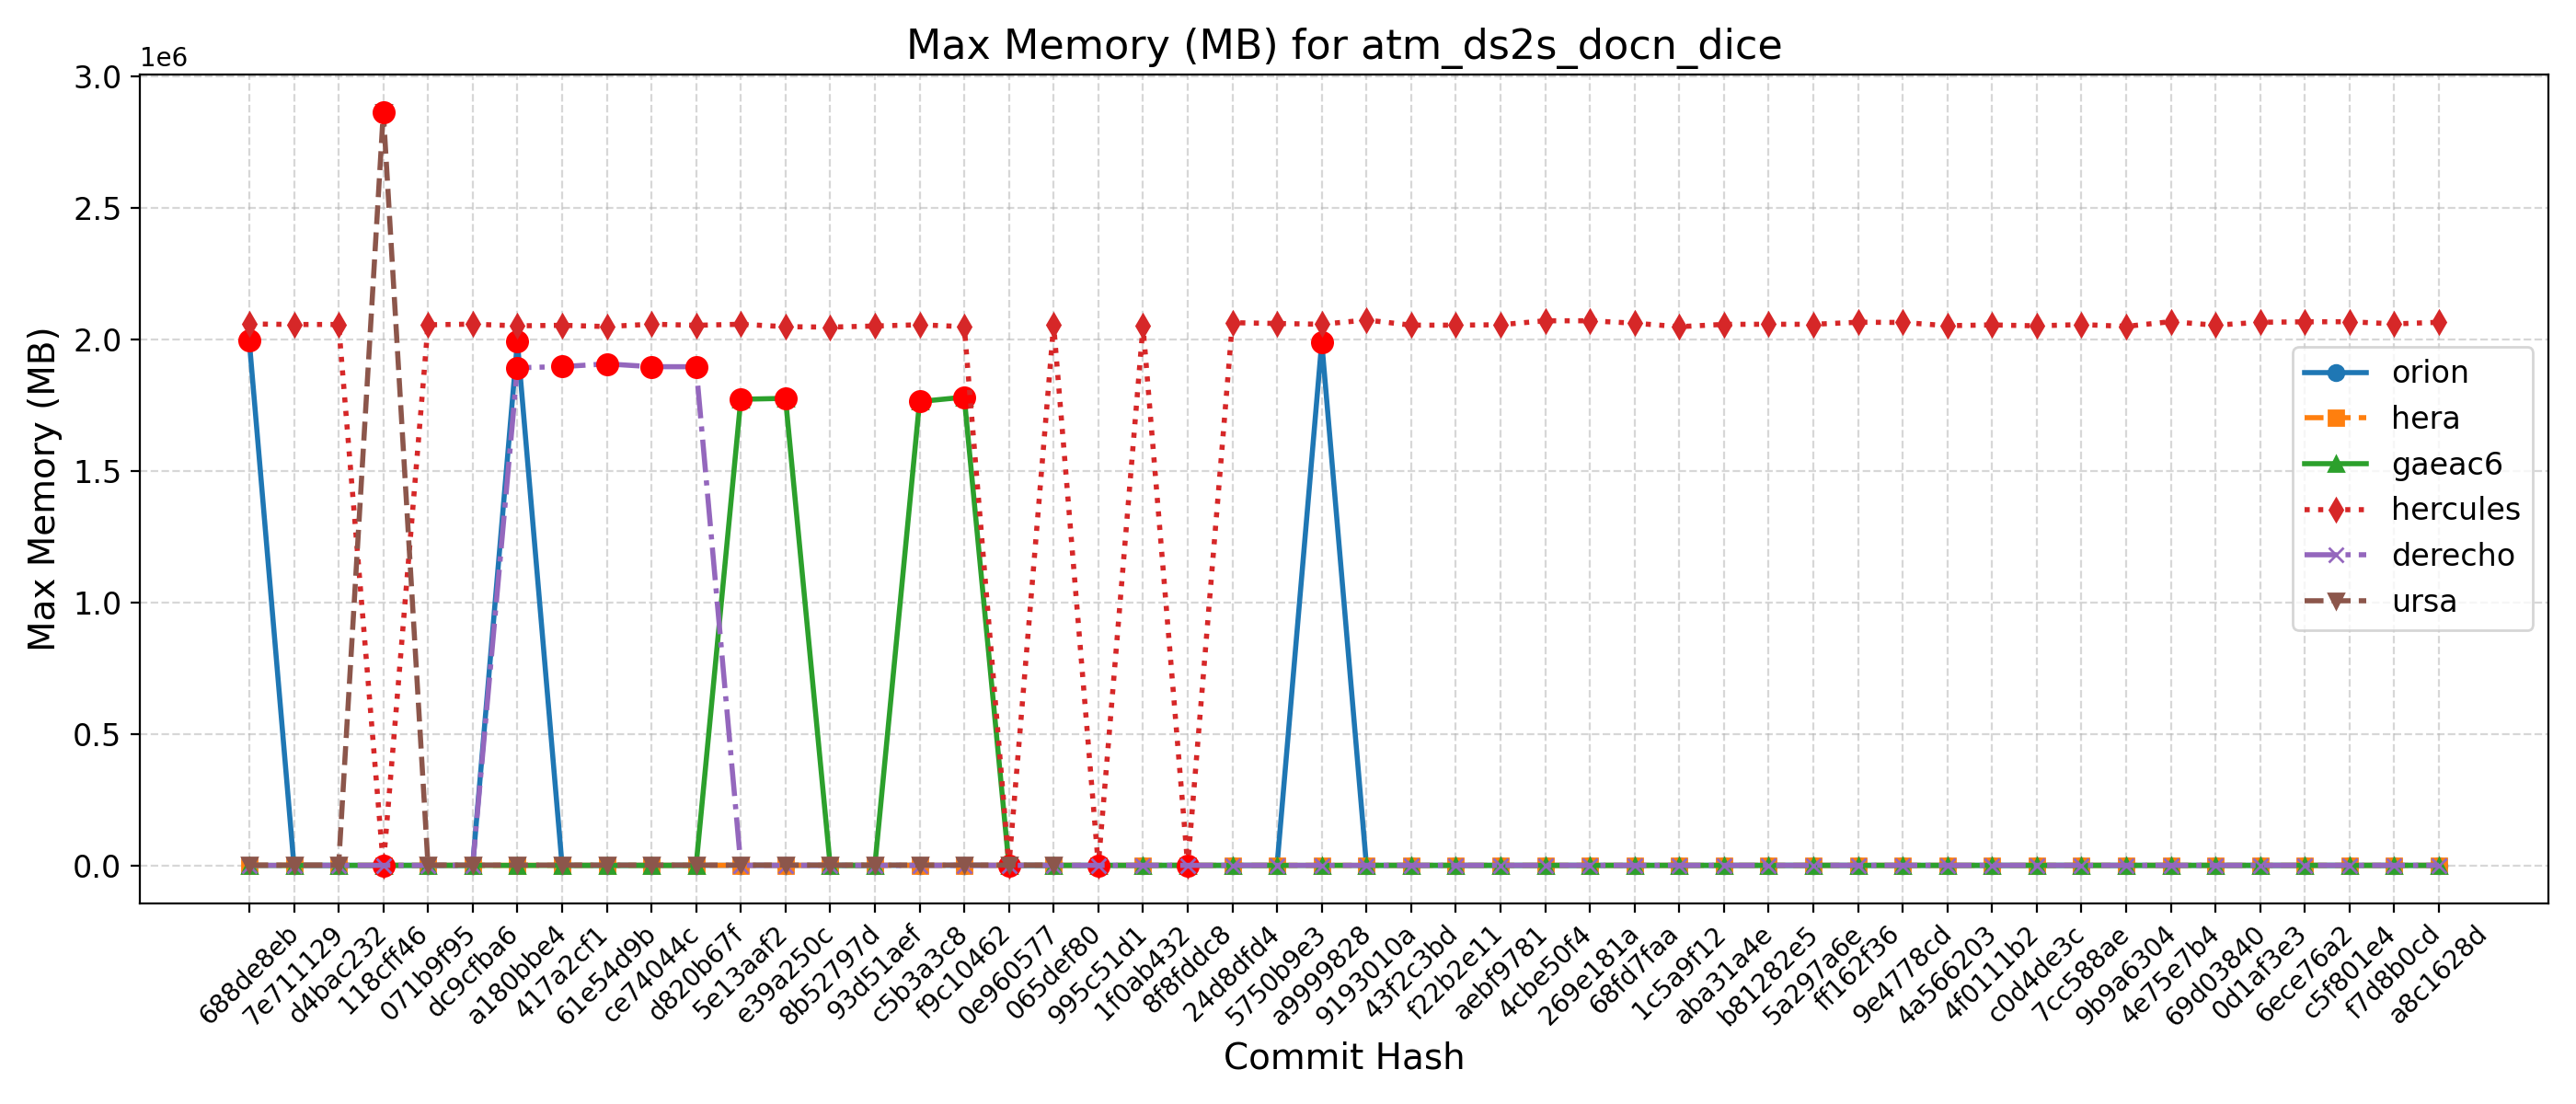 Max Memory (MB) for atm_ds2s_docn_dice
1e6
3.0
2.5
2.0
1.5
1.0
0.5
0.0
Max Memory (MB)
orion
hera
gaeac6
hercules
derecho
ursa
688de8eb
7e711129
d4bac232
118cff46
071b9f95
dc9cfba6
a180bbe4
417a2cf1
61e54d9b
ce74044c
d820b67f
5e13aaf2
e39a250c
8b52797d
93d51aef
c5b3a3c8
f9c10462
0e960577
065def80
995c51d1
1f0ab432
8f8fddc8
24d8dfd4
5750b9e3
a9999828
9193010a
43f2c3bd
f22b2e11
aebf9781
4cbe50f4
269e181a
68fd7faa
1c5a9f12
aba31a4e
b81282e5
5a297a6e
ff162f36
9e4778cd
4a566203
4f0111b2
c0d4de3c
7cc588ae
9b9a6304
4e75e7b4
69d03840
0d1af3e3
6ece76a2
c5f801e4
f7d8b0cd
a8c1628d
Commit Hash